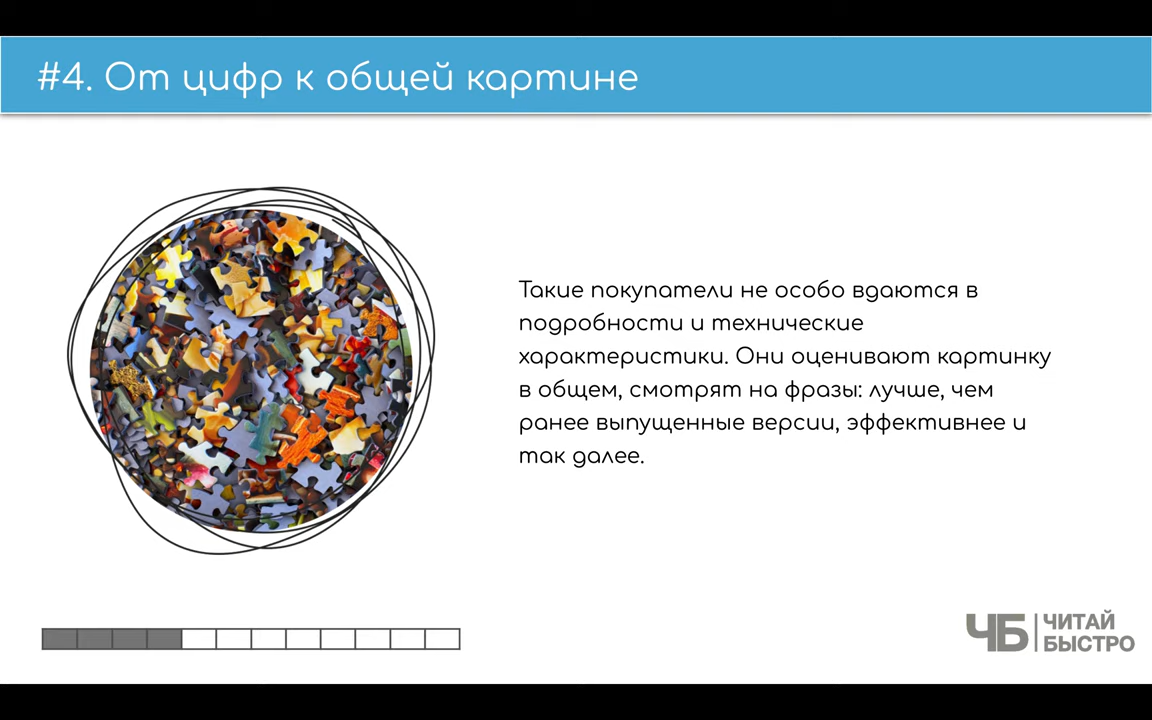 #4. От цифр к общей картине
Такие покупатели не особо вдаются в
подробности и технические
характеристики. Они оценивают картинку
в общем, смотрят на фразы: лучше, чем
ранее выпущенные версии, эффективнее и
так далее.
ЧБ ЧИТАЙ
БЫСТРО